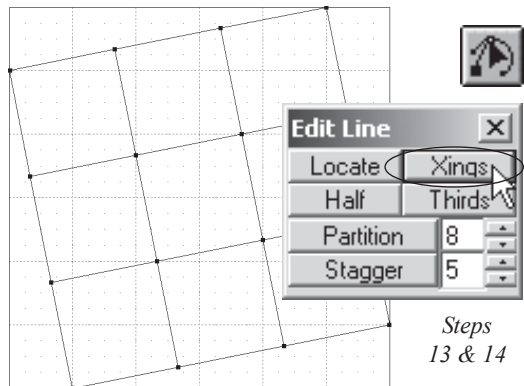 Edit Line
Locate Xings
Half Thirds
Partition 8
Stagger 5
Steps
13 & 14